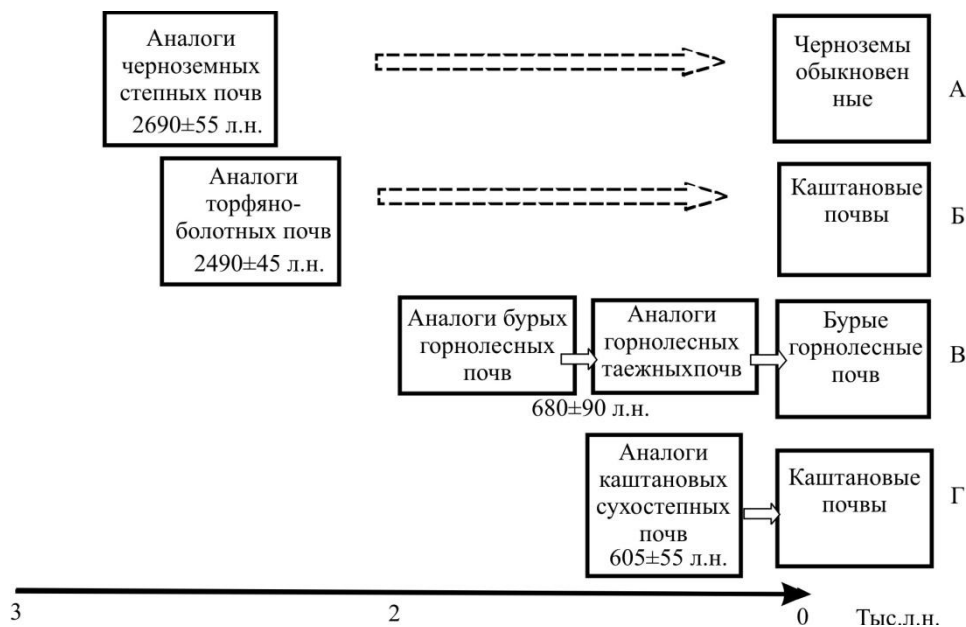 Аналоги
черноземных
степных почв
2690±55 л.н.
Черноземы
обыкновен
ные
А
Аналоги
торфяно-
болотных почв
2490±45 л.н.
Каштановые
почвы
Б
Аналоги бурых
горнолесных
почв
Аналоги
горнолесных
таежныхпочв
680±90 л.н.
Бурые
горнолесные
почв
В
Аналоги
каштановых
сухостепных
почв
605±55 л.н.
Каштановые
почвы
Г
3
2
0
Тыс.л.н.